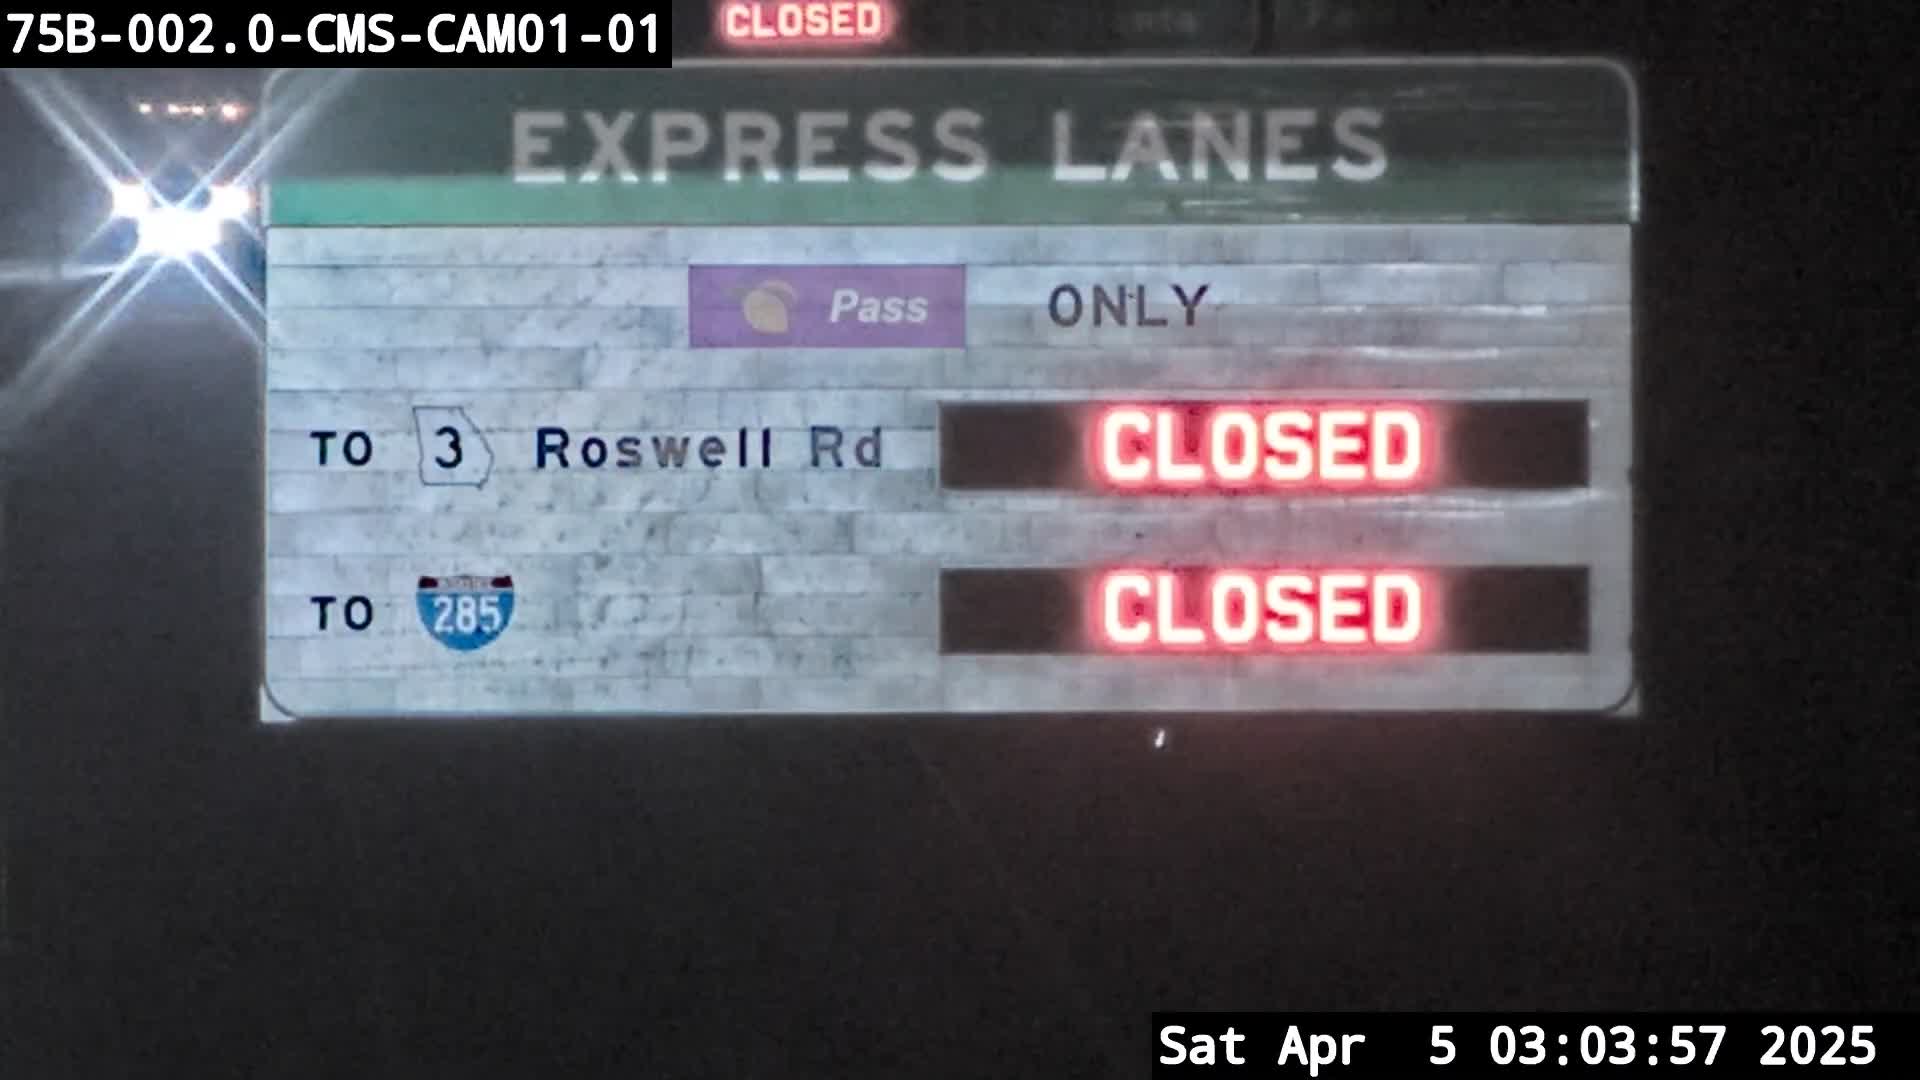 75B-002.0-CMS-CAM01-01
CLOSED
EXPRESS LANES
Pass ONLY
TO 3 Roswell Rd CLOSED
TO 285 CLOSED
Sat Apr 5 03:03:57 2025